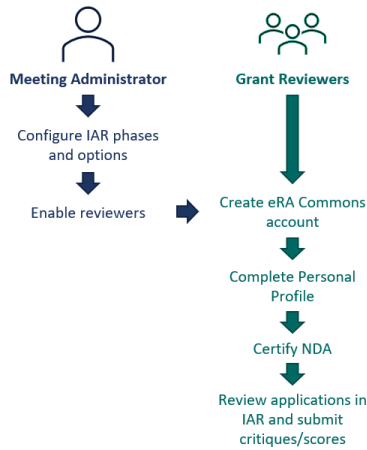 Meeting Administrator
Configure IAR phases
and options
Enable reviewers
Grant Reviewers
Create eRA Commons
account
Complete Personal
Profile
Certify NDA
Review applications in
IAR and submit
critiques/scores